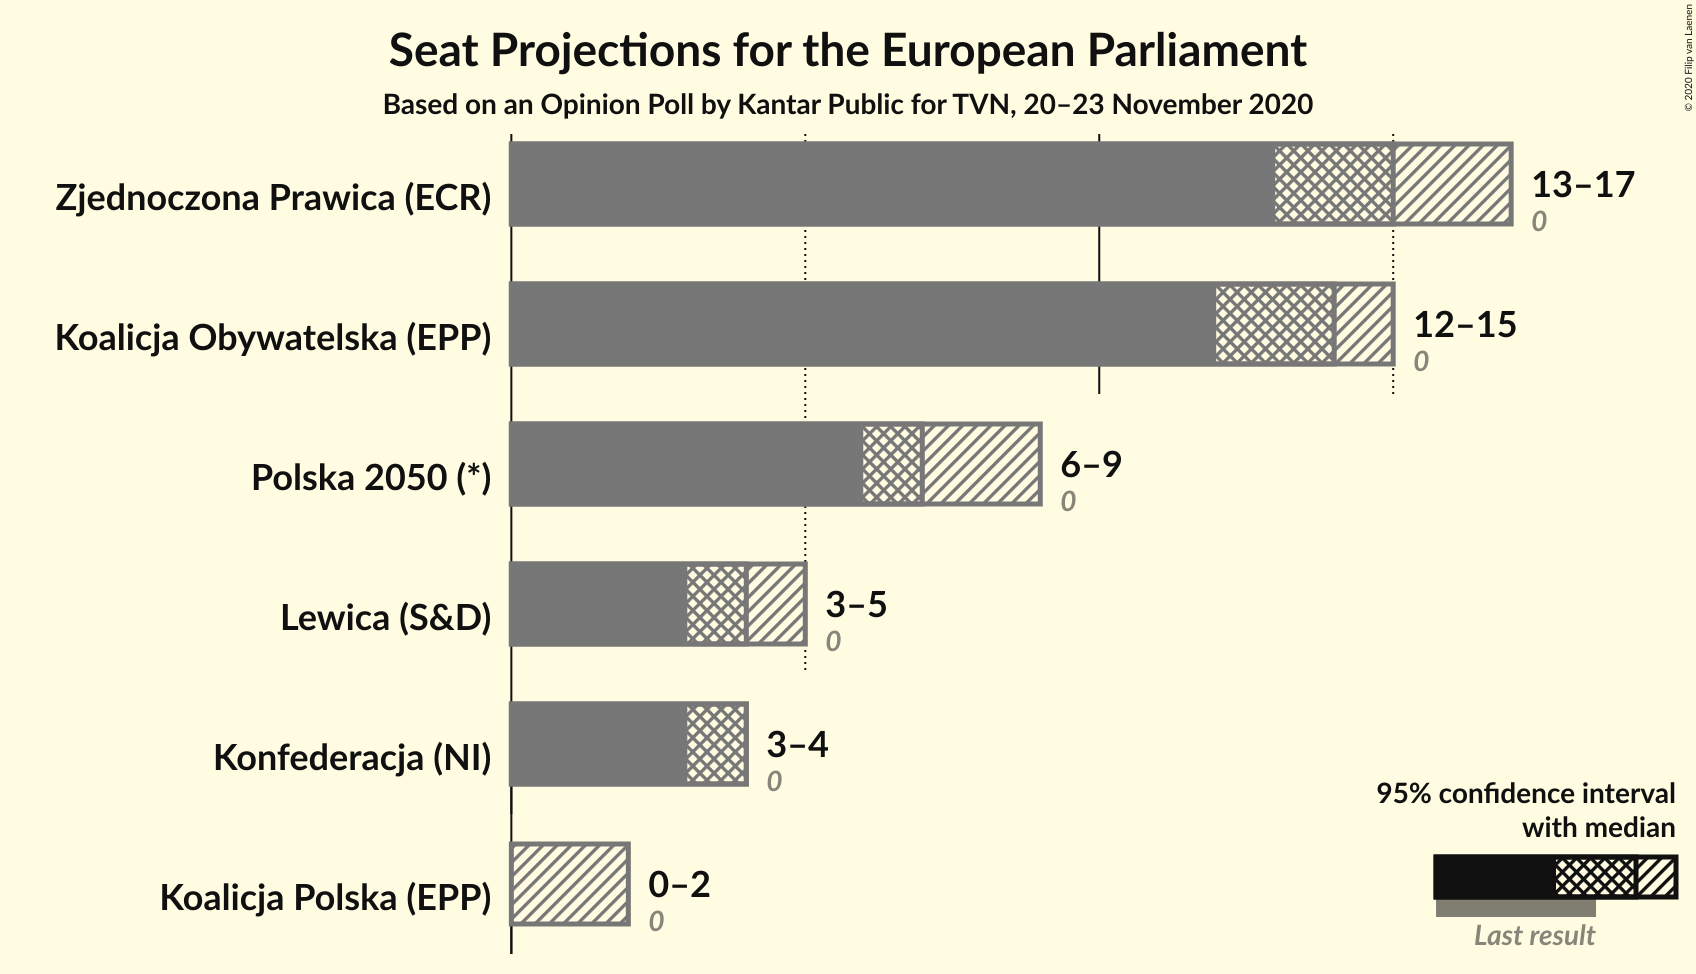 Seat Projections for the European Parliament
Based on an Opinion Poll by Kantar Public for TVN, 20–23 November 2020
© 2020 Filip van Laenen
Zjednoczona Prawica (ECR)
13–17
0
Koalicja Obywatelska (EPP)
12–15
0
Polska 2050 (*)
6–9
0
Lewica (S&D)
3–5
0
Konfederacja (NI)
3–4
0
Koalicja Polska (EPP)
0–2
0
95% confidence interval
with median
Last result